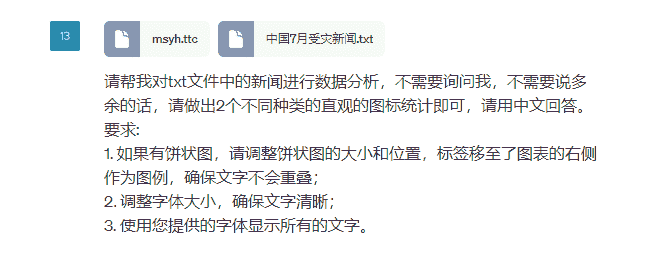 13
msyh.ttc
中国7月受灾新闻.txt
请帮我对txt文件中的新闻进行数据分析，不需要询问我，不需要说多
余的话，请做出2个不同种类的直观的图标统计即可，请用中文回答。
要求:
1. 如果有饼状图，请调整饼状图的大小和位置，标签移至了图表的右侧
作为图例，确保文字不会重叠；
2. 调整字体大小，确保文字清晰；
3. 使用您提供的字体显示所有的文字。